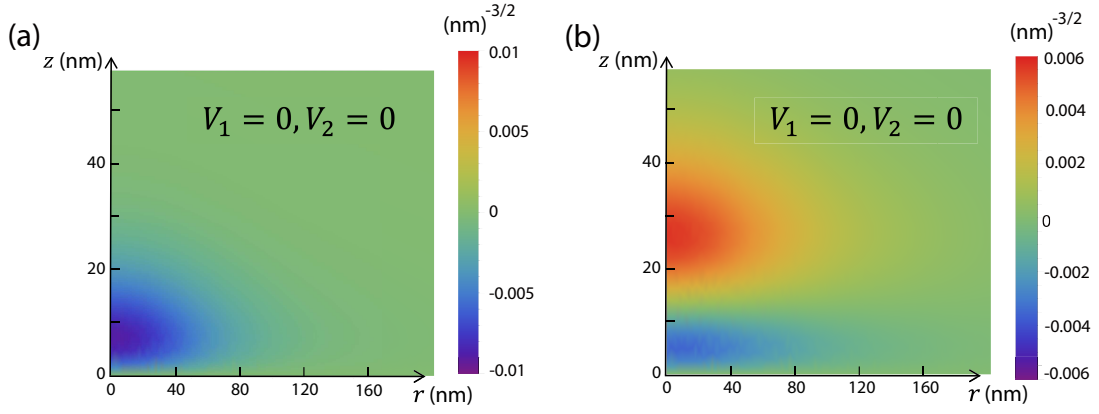 (a)
z (nm)
40
20
0
0
40
80
120
160
r (nm)
V₁ = 0, V₂ = 0
(nm)⁻³/²
0.01
0.005
0
-0.005
-0.01
(b)
z (nm)
40
20
0
0
40
80
120
160
r (nm)
V₁ = 0, V₂ = 0
(nm)⁻³/²
0.006
0.004
0.002
0
-0.002
-0.004
-0.006